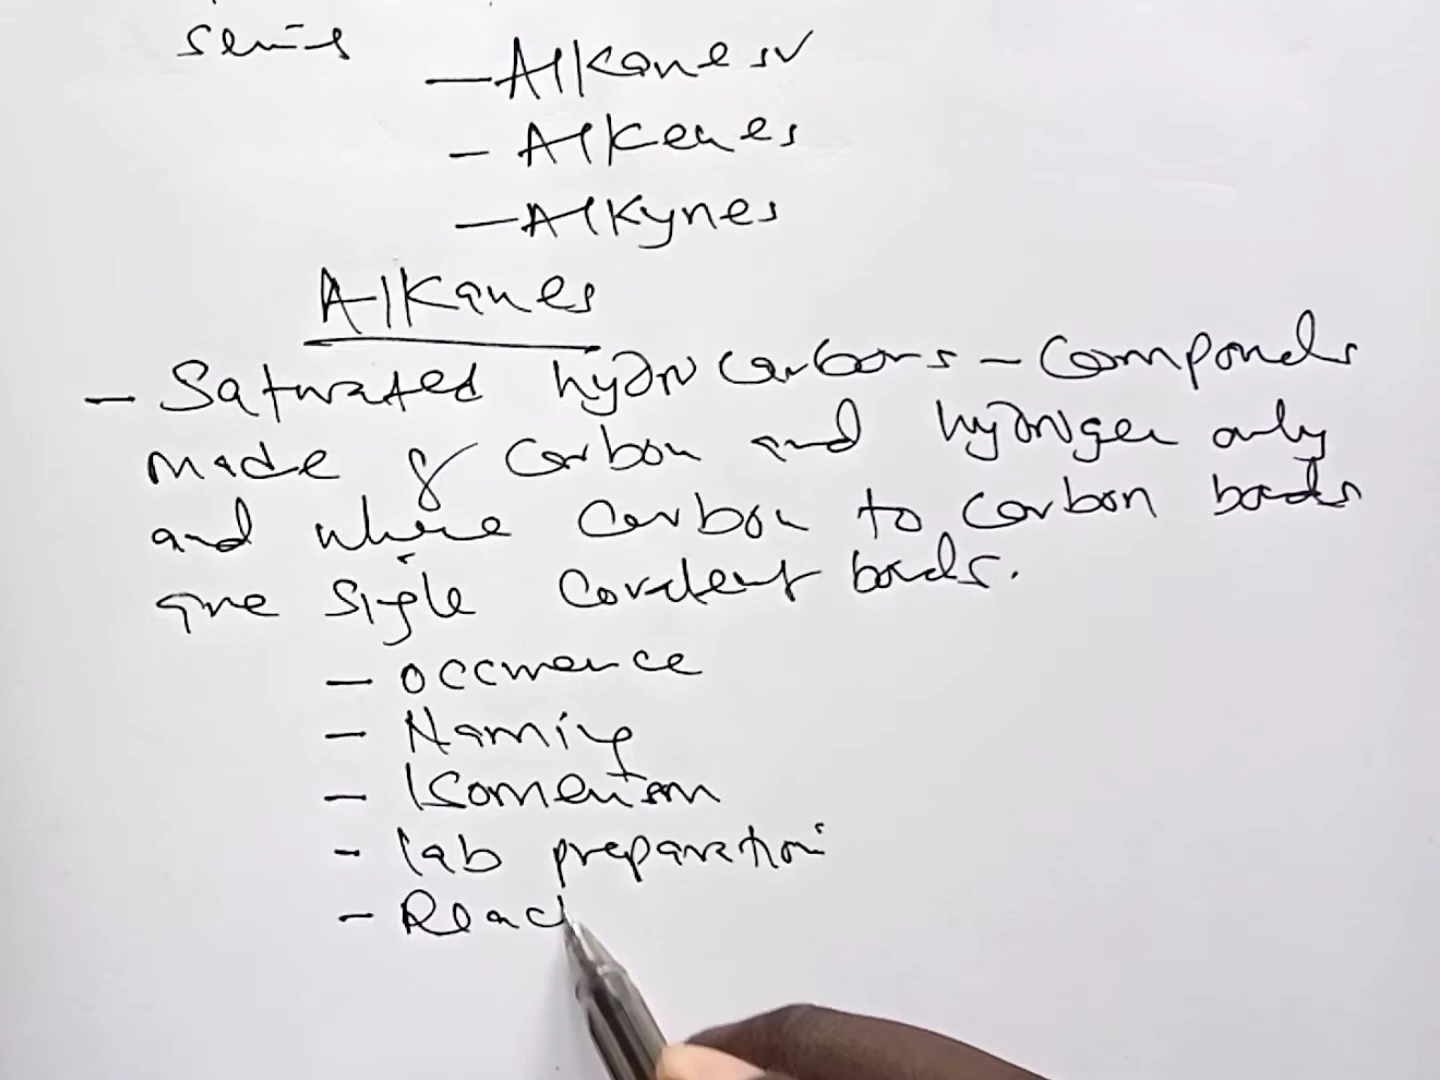 series
- Alkanes ✓
- Alkenes
- Alkynes
Alkanes
- Saturated hydrocarbons - Compounds
made of carbon and hydrogen only
and where carbon to carbon bonds
are single covalent bonds.
- Occurrence
- Naming
- Isomerism
- lab preparation
- Reac